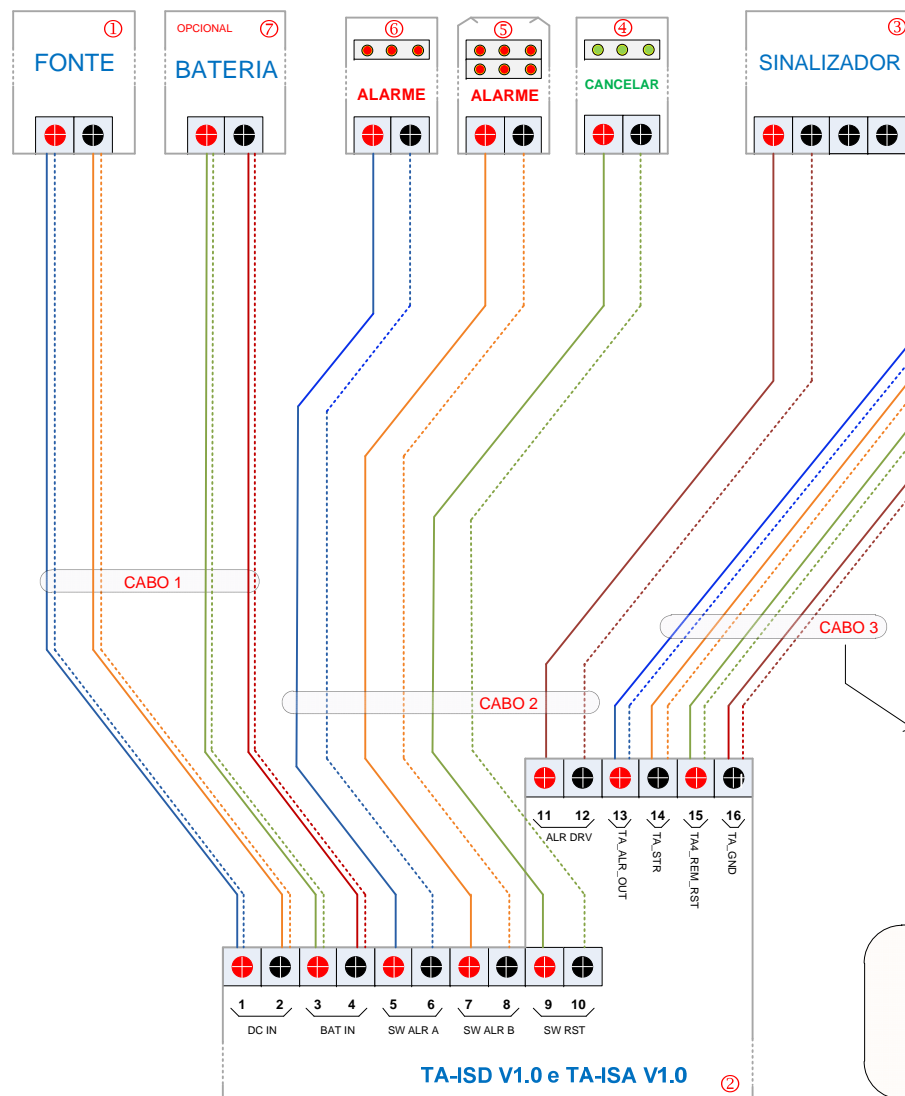 ①
FONTE
OPCIONAL ⑦
BATERIA
⑥
ALARME
⑤
ALARME
④
CANCELAR
③
SINALIZADOR
CABO 1
CABO 2
CABO 3
11 12 13 14 15 16
ALR DRV
TA_ALR_OUT
TA_STR
TA4_REM_RST
TA_GND
1 2 3 4 5 6 7 8 9 10
DC IN BAT IN SW ALR A SW ALR B SW RST
TA-ISD V1.0 e TA-ISA V1.0
②